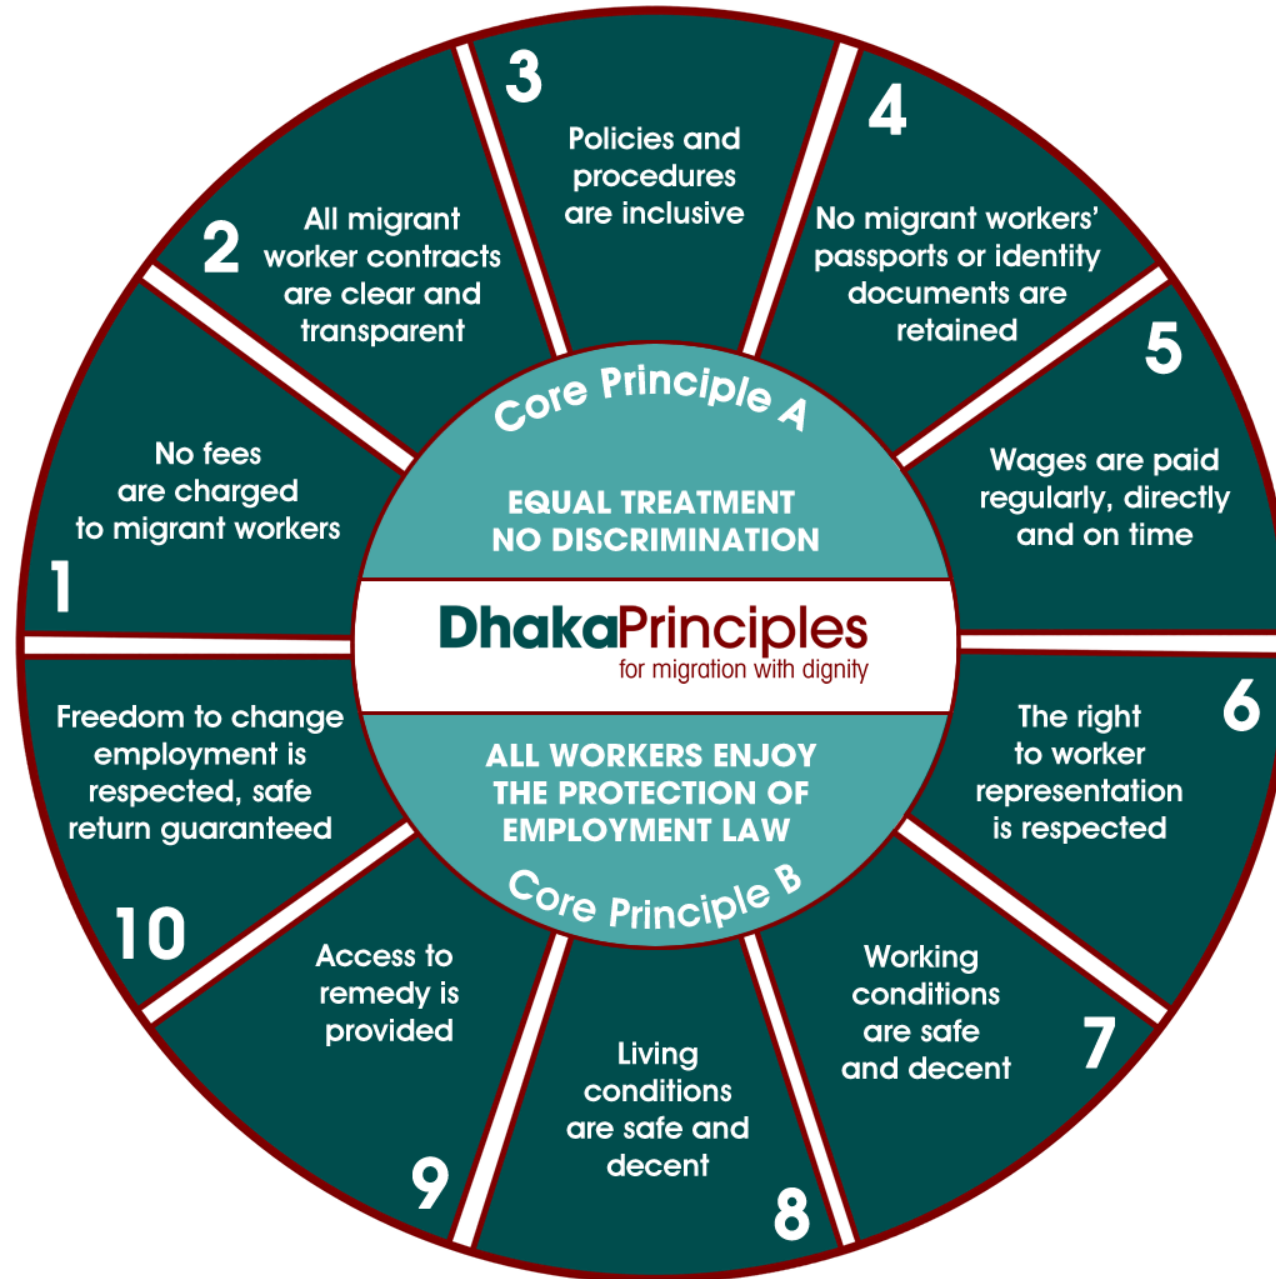 Core Principle A
EQUAL TREATMENT
NO DISCRIMINATION
DhakaPrinciples
for migration with dignity
ALL WORKERS ENJOY
THE PROTECTION OF
EMPLOYMENT LAW
Core Principle B
1
No fees
are charged
to migrant workers
2
All migrant
worker contracts
are clear and
transparent
3
Policies and
procedures
are inclusive
4
No migrant workers’
passports or identity
documents are
retained
5
Wages are paid
regularly, directly
and on time
6
The right
to worker
representation
is respected
7
Working
conditions
are safe
and decent
8
Living
conditions
are safe and
decent
9
Access to
remedy is
provided
10
Freedom to change
employment is
respected, safe
return guaranteed